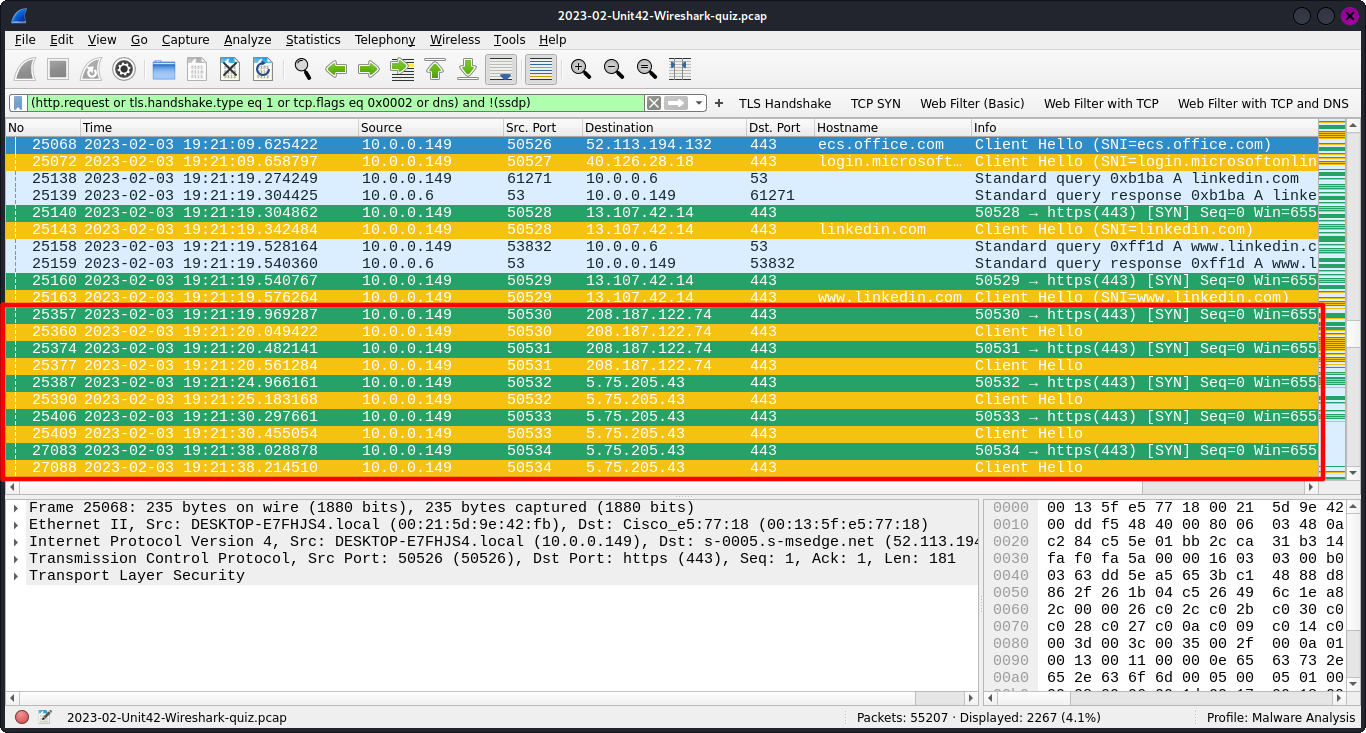 2023-02-Unit42-Wireshark-quiz.pcap
File Edit View Go Capture Analyze Statistics Telephony Wireless Tools Help
(http.request or tls.handshake.type eq 1 or tcp.flags eq 0x0002 or dns) and !(ssdp) + TLS Handshake TCP SYN Web Filter (Basic) Web Filter with TCP Web Filter with TCP and DNS
No Time Source Src. Port Destination Dst. Port Hostname Info
25068 2023-02-03 19:21:09.625422 10.0.0.149 50526 52.113.194.132 443 ecs.office.com Client Hello (SNI=ecs.office.com)
25072 2023-02-03 19:21:09.658797 10.0.0.149 50527 40.126.28.18 443 login.microsoft… Client Hello (SNI=login.microsoftonlin
25138 2023-02-03 19:21:19.274249 10.0.0.149 61271 10.0.0.6 53 Standard query 0xb1ba A linkedin.com
25139 2023-02-03 19:21:19.304425 10.0.0.6 53 10.0.0.149 61271 Standard query response 0xb1ba A linke
25140 2023-02-03 19:21:19.304862 10.0.0.149 50528 13.107.42.14 443 50528 → https(443) [SYN] Seq=0 Win=655
25143 2023-02-03 19:21:19.342484 10.0.0.149 50528 13.107.42.14 443 linkedin.com Client Hello (SNI=linkedin.com)
25158 2023-02-03 19:21:19.528164 10.0.0.149 53832 10.0.0.6 53 Standard query 0xff1d A www.linkedin.c
25159 2023-02-03 19:21:19.540360 10.0.0.6 53 10.0.0.149 53832 Standard query response 0xff1d A www.l
25160 2023-02-03 19:21:19.540767 10.0.0.149 50529 13.107.42.14 443 50529 → https(443) [SYN] Seq=0 Win=655
25163 2023-02-03 19:21:19.576264 10.0.0.149 50529 13.107.42.14 443 www.linkedin.com Client Hello (SNI=www.linkedin.com)
25357 2023-02-03 19:21:19.969287 10.0.0.149 50530 208.187.122.74 443 50530 → https(443) [SYN] Seq=0 Win=655
25360 2023-02-03 19:21:20.049422 10.0.0.149 50530 208.187.122.74 443 Client Hello
25374 2023-02-03 19:21:20.482141 10.0.0.149 50531 208.187.122.74 443 50531 → https(443) [SYN] Seq=0 Win=655
25377 2023-02-03 19:21:20.561284 10.0.0.149 50531 208.187.122.74 443 Client Hello
25387 2023-02-03 19:21:24.966161 10.0.0.149 50532 5.75.205.43 443 50532 → https(443) [SYN] Seq=0 Win=655
25390 2023-02-03 19:21:25.183168 10.0.0.149 50532 5.75.205.43 443 Client Hello
25406 2023-02-03 19:21:30.297661 10.0.0.149 50533 5.75.205.43 443 50533 → https(443) [SYN] Seq=0 Win=655
25409 2023-02-03 19:21:30.455054 10.0.0.149 50533 5.75.205.43 443 Client Hello
27083 2023-02-03 19:21:38.028878 10.0.0.149 50534 5.75.205.43 443 50534 → https(443) [SYN] Seq=0 Win=655
27088 2023-02-03 19:21:38.214510 10.0.0.149 50534 5.75.205.43 443 Client Hello
Frame 25068: 235 bytes on wire (1880 bits), 235 bytes captured (1880 bits)
Ethernet II, Src: DESKTOP-E7FHJS4.local (00:21:5d:9e:42:fb), Dst: Cisco_e5:77:18 (00:13:5f:e5:77:18)
Internet Protocol Version 4, Src: DESKTOP-E7FHJS4.local (10.0.0.149), Dst: s-0005.s-msedge.net (52.113.194
Transmission Control Protocol, Src Port: 50526 (50526), Dst Port: https (443), Seq: 1, Ack: 1, Len: 181
Transport Layer Security
0000 00 13 5f e5 77 18 00 21 5d 9e 42
0010 00 dd f5 48 40 00 80 06 03 48 0a
0020 c2 84 c5 5e 01 bb 2c ca 31 b3 14
0030 fa f0 fa 5a 00 00 16 03 03 00 b0
0040 03 63 dd 5e a5 65 3b c1 48 88 d8
0050 86 2f 26 1b 04 c5 26 49 6c 1e a8
0060 2c 00 00 26 c0 2c c0 2b c0 30 c0
0070 c0 28 c0 27 c0 0a c0 09 c0 14 c0
0080 00 3d 00 3c 00 35 00 2f 00 0a 01
0090 00 13 00 11 00 00 0e 65 63 73 2e
00a0 65 2e 63 6f 6d 00 05 00 05 01 00
2023-02-Unit42-Wireshark-quiz.pcap Packets: 55207 · Displayed: 2267 (4.1%) Profile: Malware Analysis